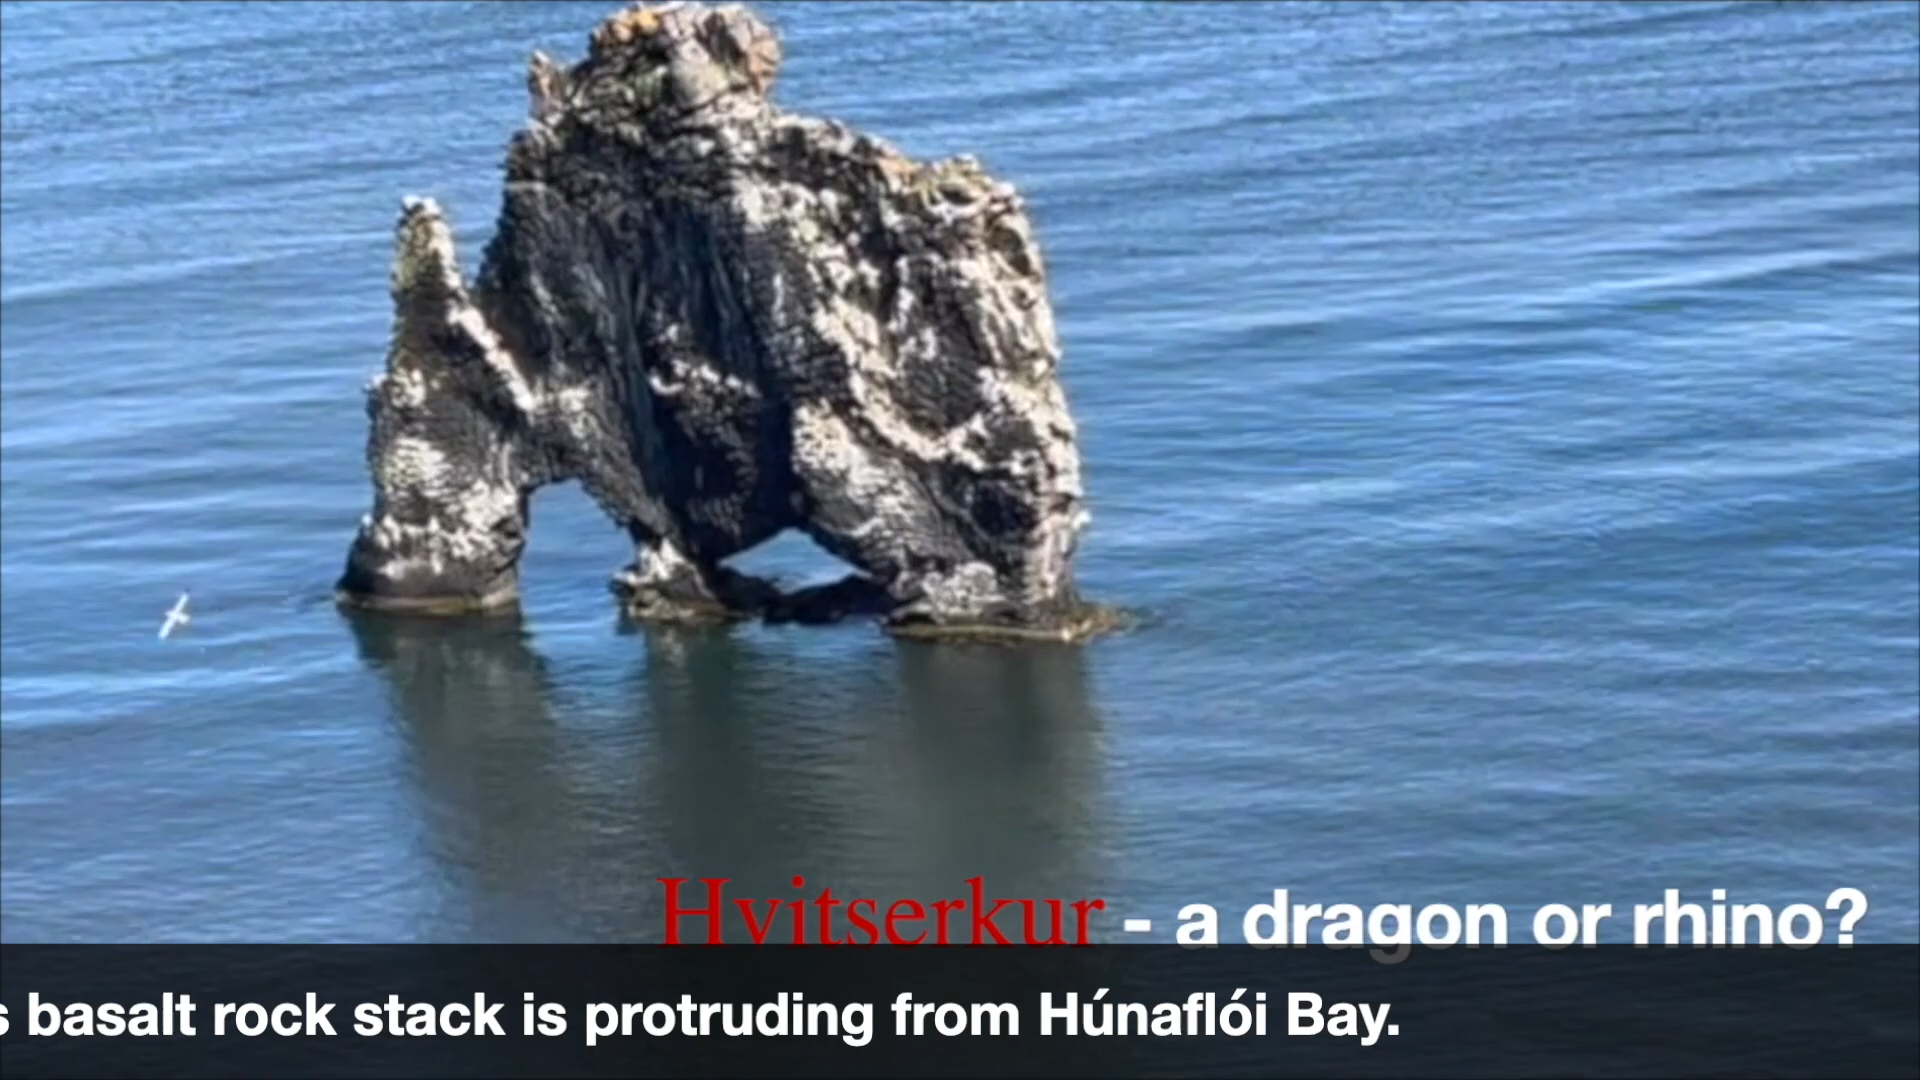 Hvitserkur - a dragon or rhino?
s basalt rock stack is protruding from Húnaflói Bay.